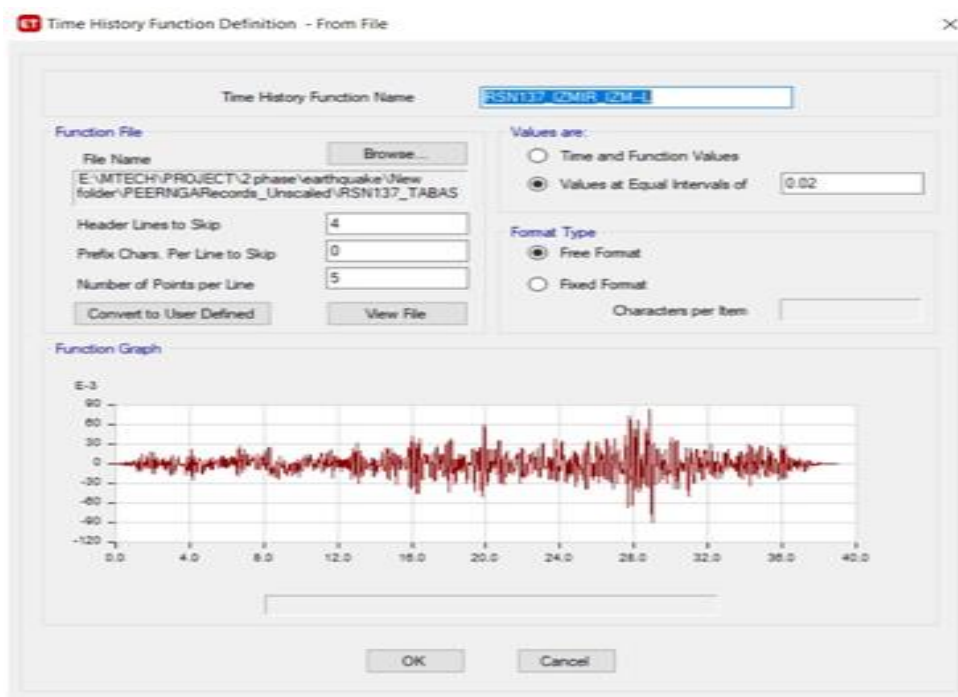 ET Time History Function Definition - From File
Time History Function Name RSN137_IZMIR_IZM--L
Function File
File Name Browse...
E:\MTECH\PROJECT\2 phase\earthquake\New
folder\PEERNGARecords_Unscaled\RSN137_TABAS
Header Lines to Skip 4
Prefix Chars. Per Line to Skip 0
Number of Points per Line 5
Convert to User Defined View File
Values are:
Time and Function Values
Values at Equal Intervals of 0.02
Format Type
Free Format
Fixed Format
Characters per Item
Function Graph
E-3
90
60
30
0
-30
-60
-90
-120
0.0 4.0 8.0 12.0 16.0 20.0 24.0 28.0 32.0 36.0 40.0
OK Cancel